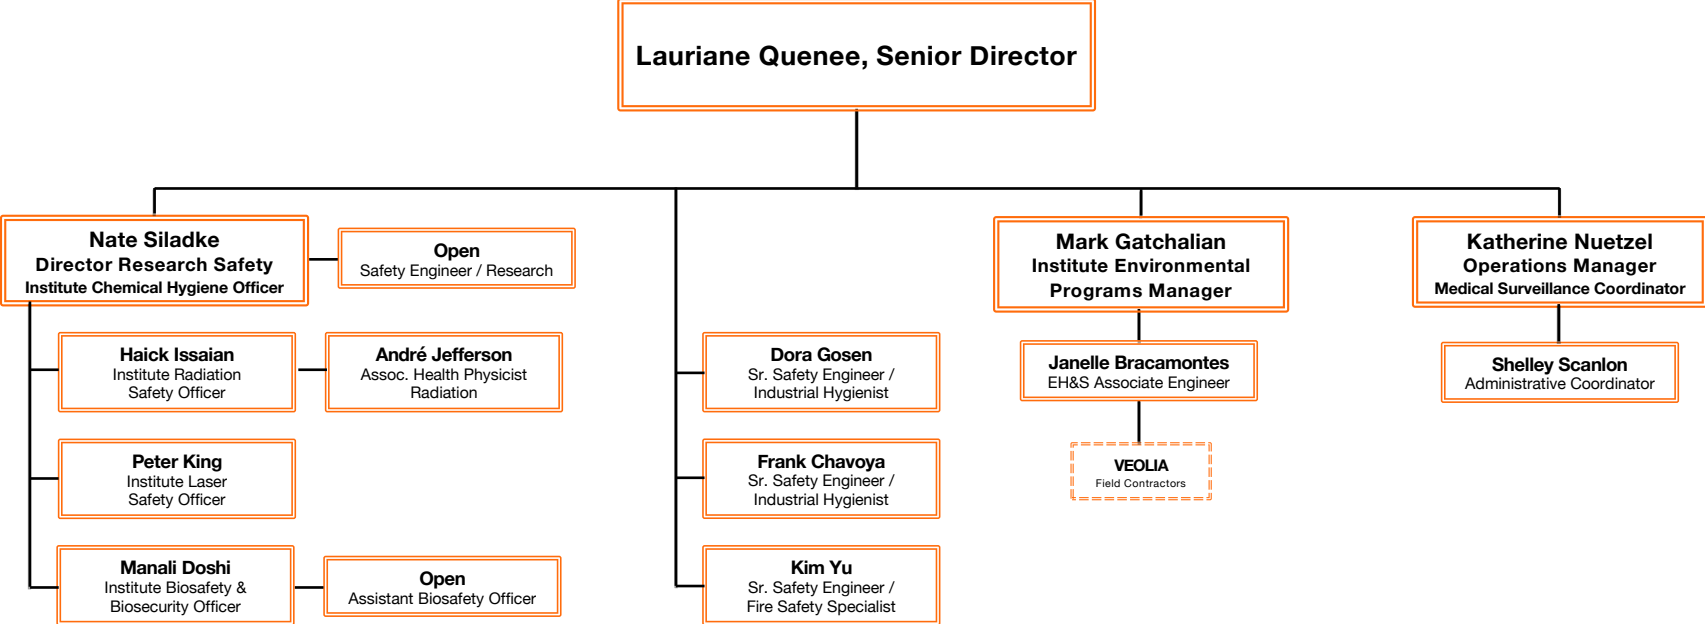 Lauriane Quenee, Senior Director
Nate Siladke
Director Research Safety
Institute Chemical Hygiene Officer
Open
Safety Engineer / Research
Haick Issaian
Institute Radiation
Safety Officer
André Jefferson
Assoc. Health Physicist
Radiation
Peter King
Institute Laser
Safety Officer
Manali Doshi
Institute Biosafety &
Biosecurity Officer
Open
Assistant Biosafety Officer
Dora Gosen
Sr. Safety Engineer /
Industrial Hygienist
Frank Chavoya
Sr. Safety Engineer /
Industrial Hygienist
Kim Yu
Sr. Safety Engineer /
Fire Safety Specialist
Mark Gatchalian
Institute Environmental
Programs Manager
Janelle Bracamontes
EH&S Associate Engineer
VEOLIA
Field Contractors
Katherine Nuetzel
Operations Manager
Medical Surveillance Coordinator
Shelley Scanlon
Administrative Coordinator